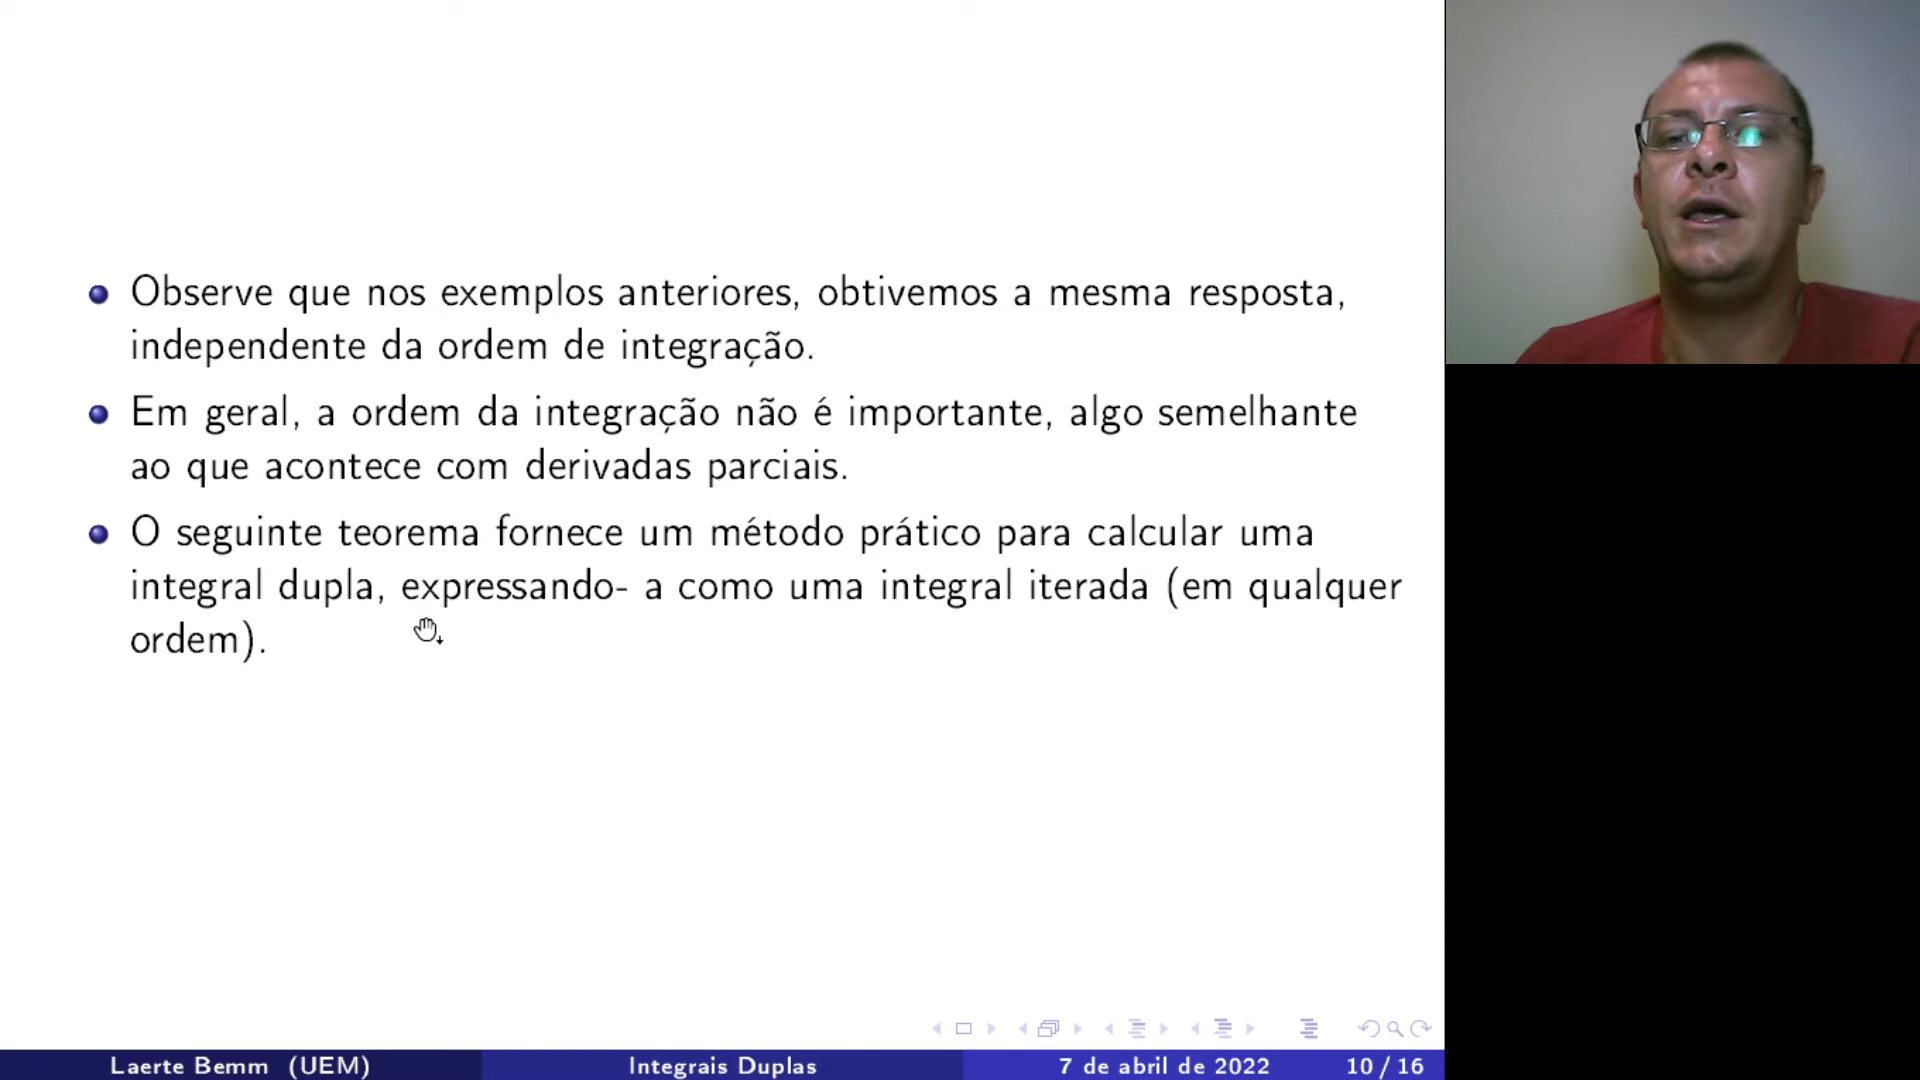 Observe que nos exemplos anteriores, obtivemos a mesma resposta,
independente da ordem de integração.
Em geral, a ordem da integração não é importante, algo semelhante
ao que acontece com derivadas parciais.
O seguinte teorema fornece um método prático para calcular uma
integral dupla, expressando- a como uma integral iterada (em qualquer
ordem).
Laerte Bemm (UEM) Integrais Duplas 7 de abril de 2022 10 / 16